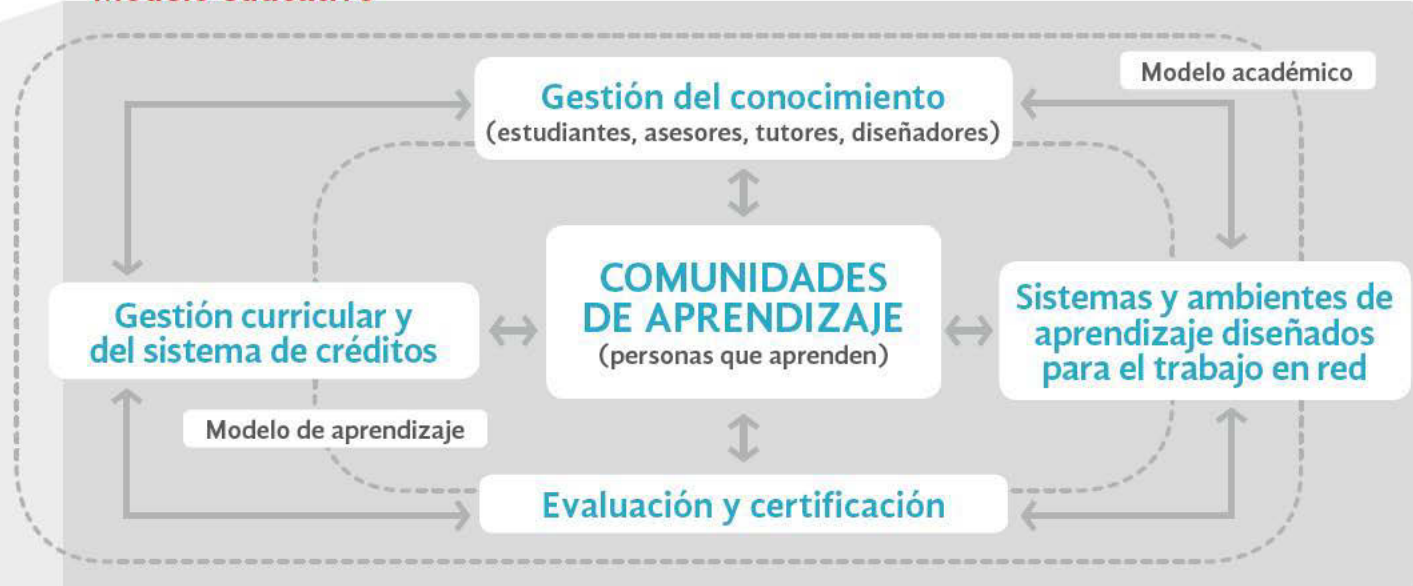 Modelo académico
Gestión del conocimiento
(estudiantes, asesores, tutores, diseñadores)
COMUNIDADES
DE APRENDIZAJE
(personas que aprenden)
Gestión curricular y
del sistema de créditos
Sistemas y ambientes de
aprendizaje diseñados
para el trabajo en red
Modelo de aprendizaje
Evaluación y certificación